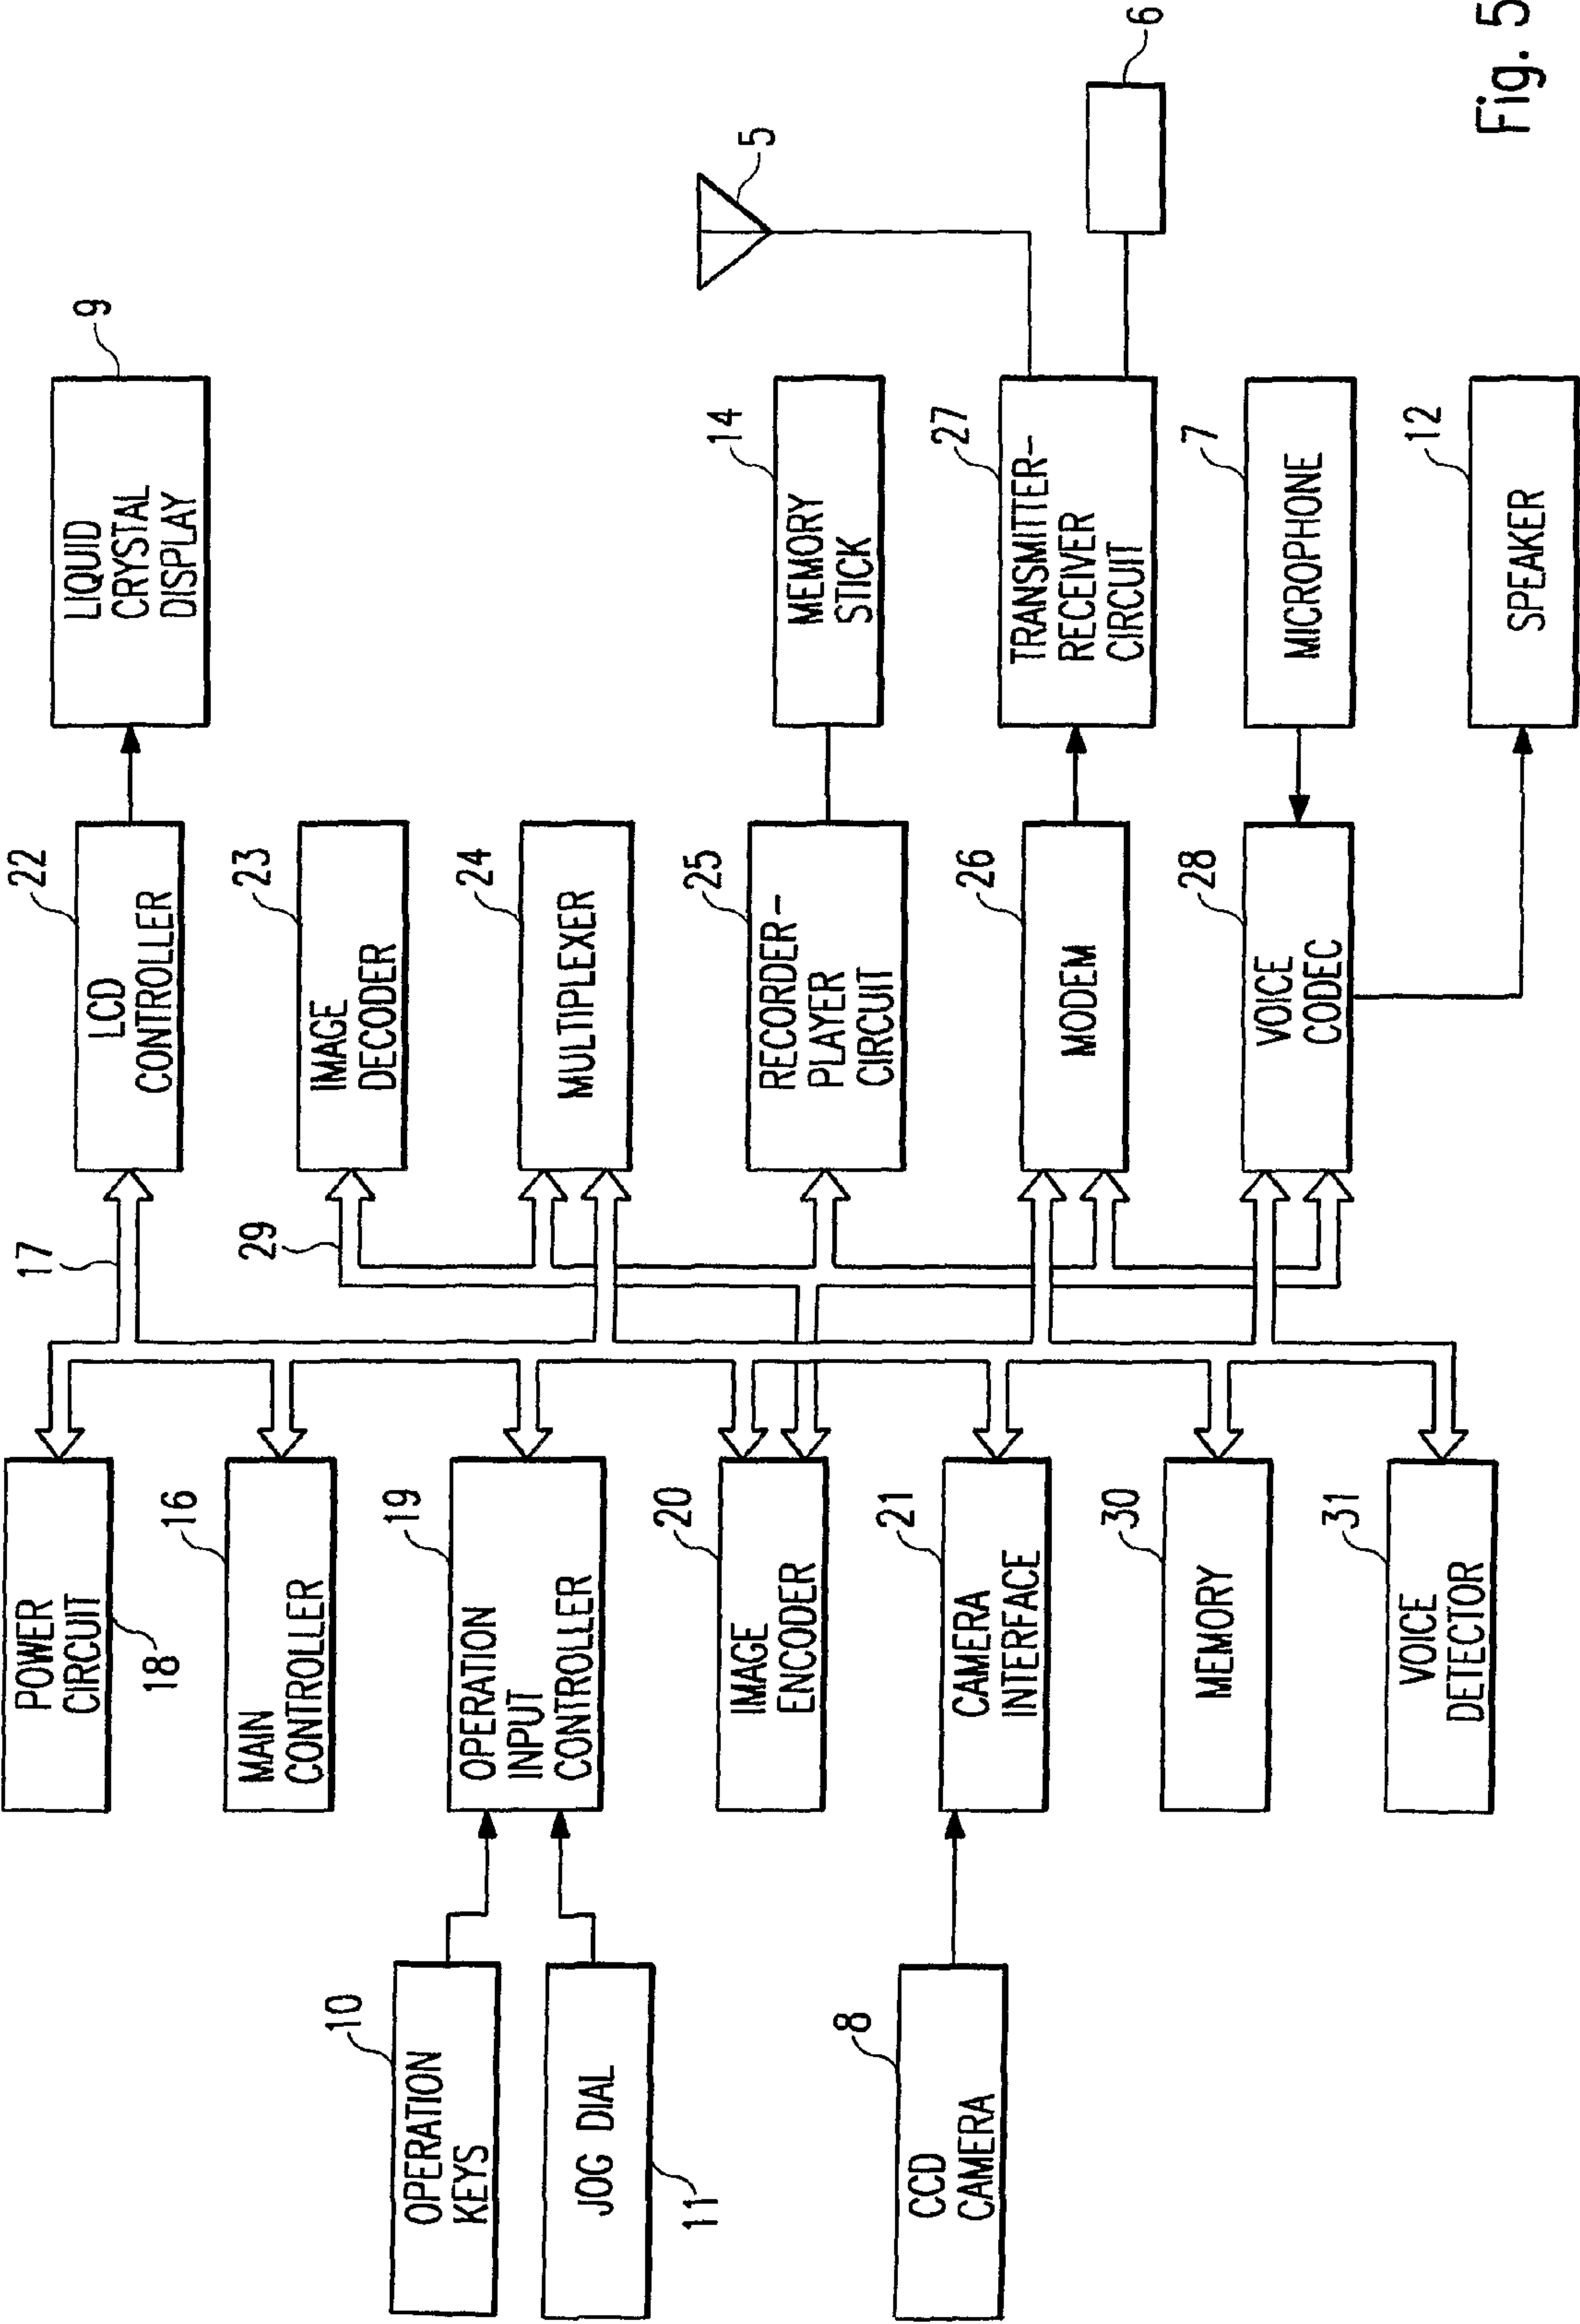 10
OPERATION
KEYS
JOG DIAL
11
8
CCD
CAMERA
POWER
CIRCUIT
18
16
MAIN
CONTROLLER
19
OPERATION
INPUT
CONTROLLER
20
IMAGE
ENCODER
21
CAMERA
INTERFACE
30
MEMORY
31
VOICE
DETECTOR
17
29
22
LCD
CONTROLLER
23
IMAGE
DECODER
24
MULTIPLEXER
25
RECORDER-
PLAYER
CIRCUIT
26
MODEM
28
VOICE
CODEC
9
LIQUID
CRYSTAL
DISPLAY
14
MEMORY
STICK
27
TRANSMITTER-
RECEIVER
CIRCUIT
7
MICROPHONE
12
SPEAKER
5
6
Fig. 5